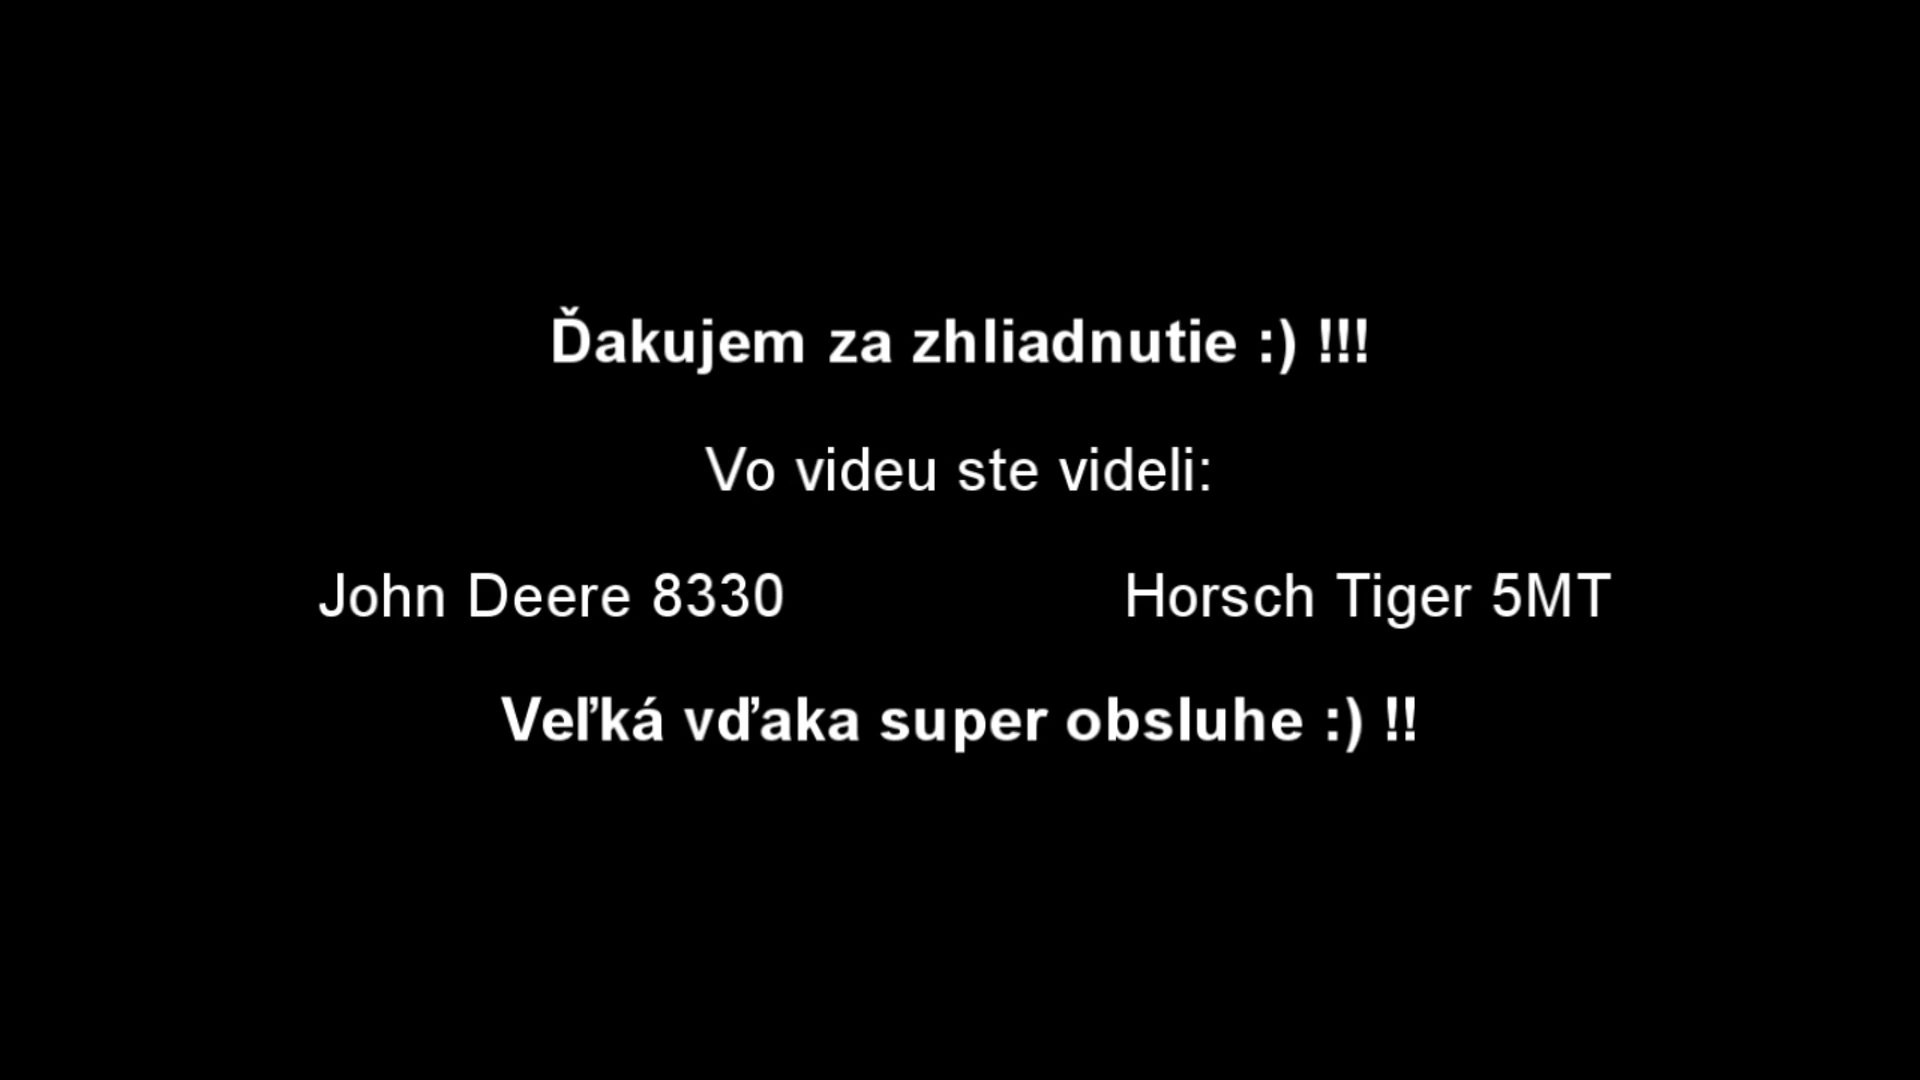 Ďakujem za zhliadnutie :) !!!
Vo videu ste videli:
John Deere 8330 Horsch Tiger 5MT
Veľká vďaka super obsluhe :) !!